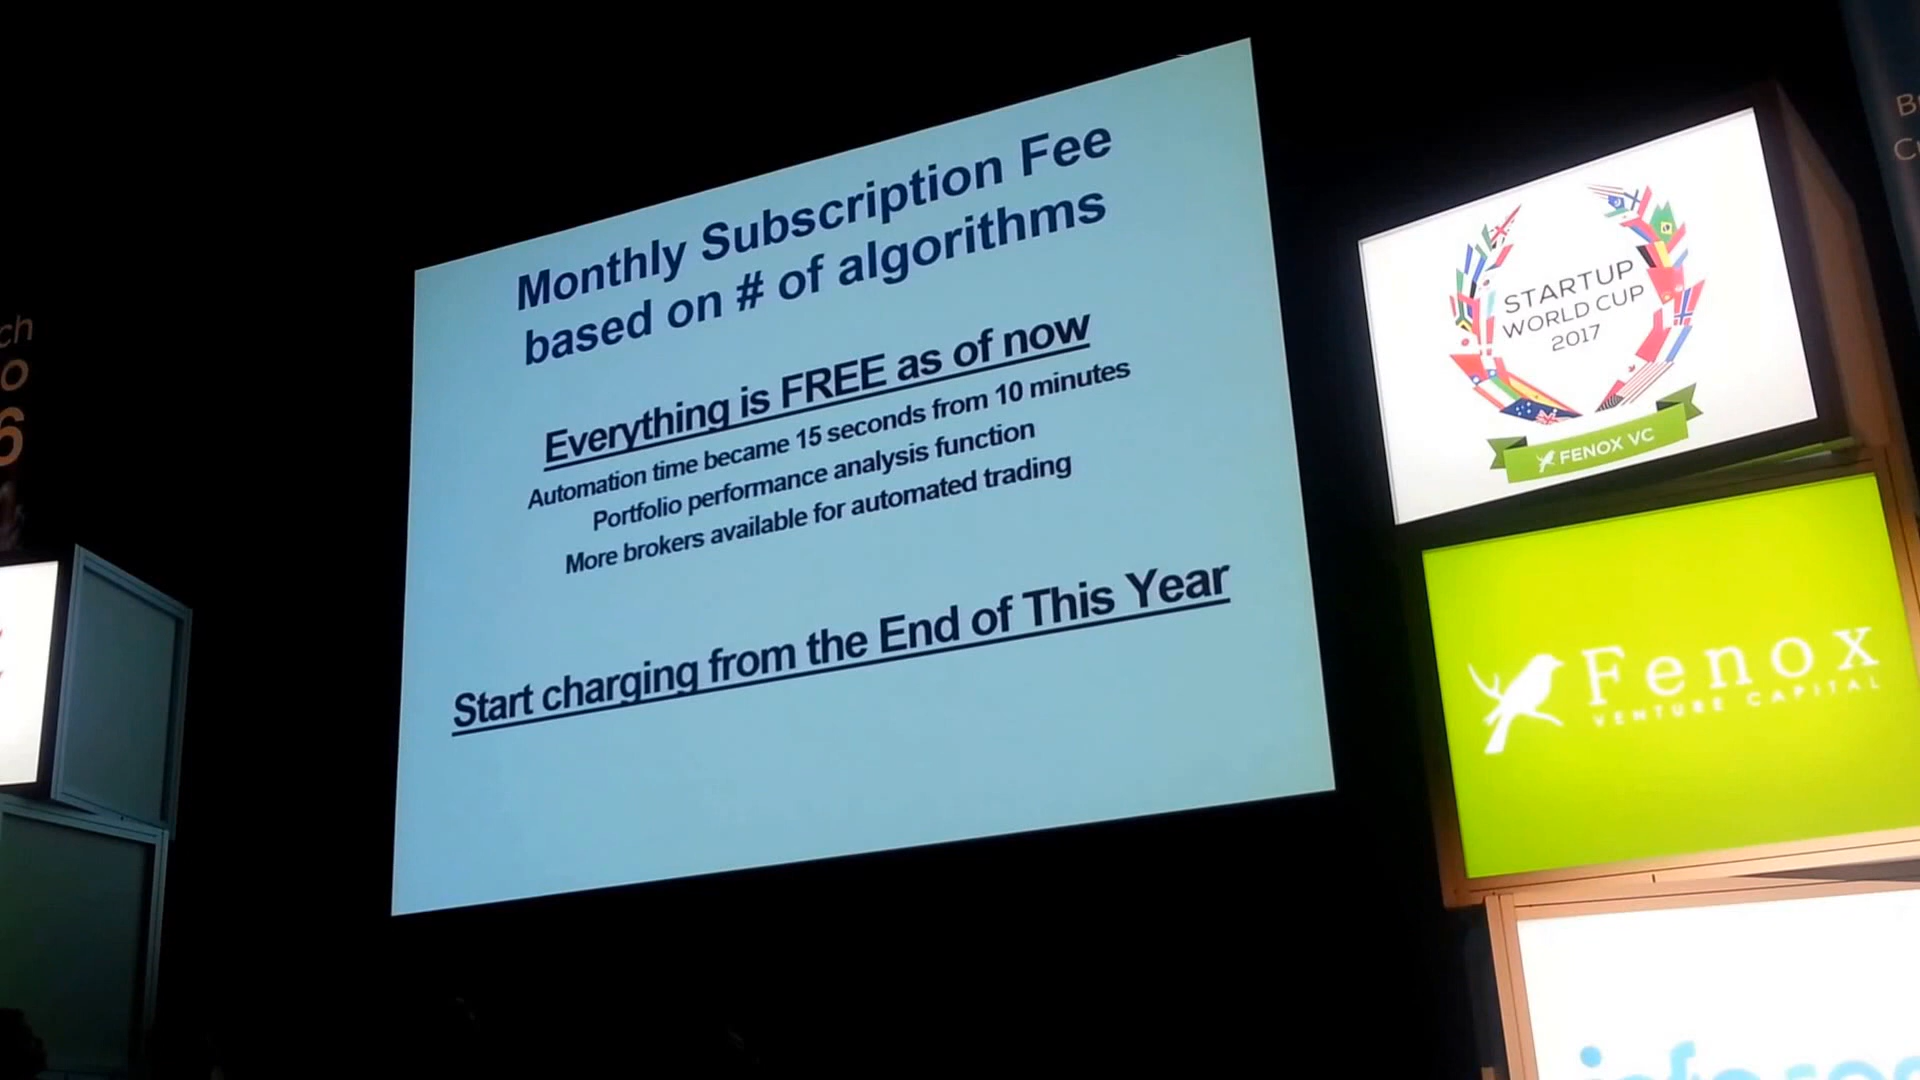 Monthly Subscription Fee
based on # of algorithms
Everything is FREE as of now
Automation time became 15 seconds from 10 minutes
Portfolio performance analysis function
More brokers available for automated trading
Start charging from the End of This Year
STARTUP
WORLD CUP
2017
FENOX VC
Fenox
VENTURE CAPITAL
ch
o
6